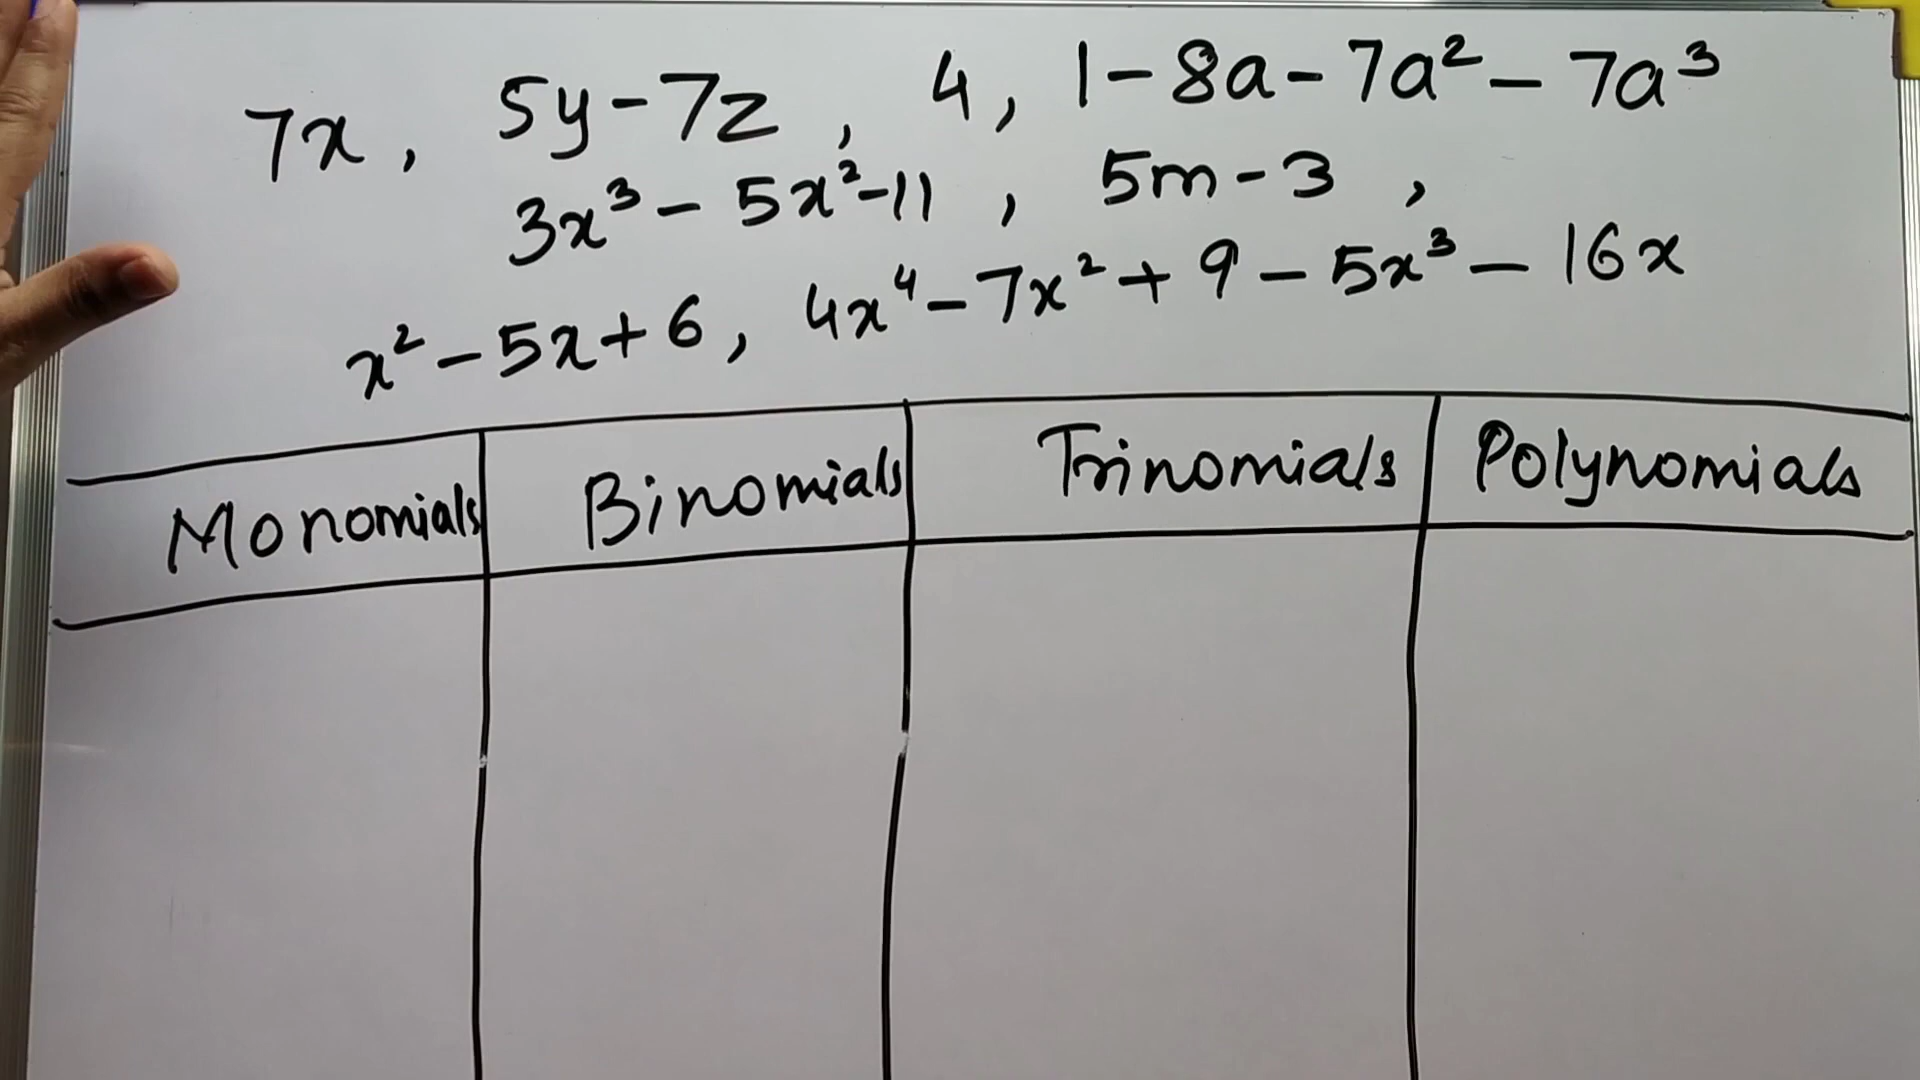 7x, 5y-7z, 4, 1-8a-7a²-7a³
3x³-5x²-11, 5m-3,
x²-5x+6, 4x⁴-7x²+9-5x³-16x
Monomials Binomials Trinomials Polynomials